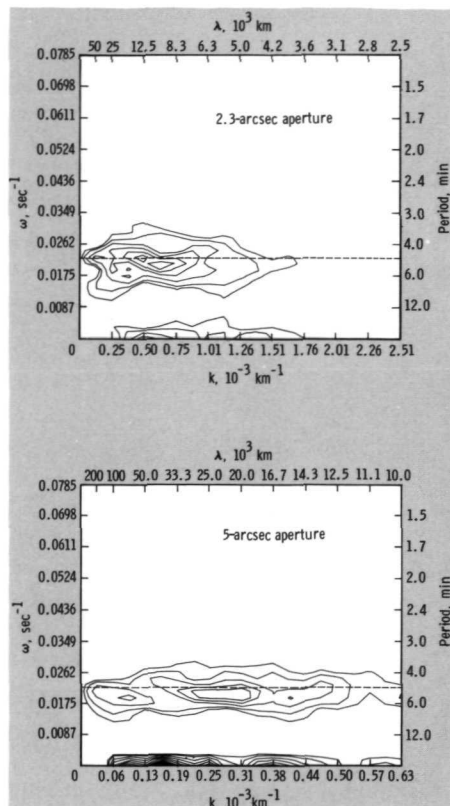 λ, 10³ km
50 25 12.5 8.3 6.3 5.0 4.2 3.6 3.1 2.8 2.5
0.0785
0.0698
0.0611
0.0524
0.0436
0.0349
0.0262
0.0175
0.0087
0
ω, sec⁻¹
2.3-arcsec aperture
1.5
1.7
2.0
2.4
3.0
4.0
6.0
12.0
Period, min
0.25 0.50 0.75 1.01 1.26 1.51 1.76 2.01 2.26 2.51
k, 10⁻³ km⁻¹
λ, 10³ km
200 100 50.0 33.3 25.0 20.0 16.7 14.3 12.5 11.1 10.0
0.0785
0.0698
0.0611
0.0524
0.0436
0.0349
0.0262
0.0175
0.0087
0
ω, sec⁻¹
5-arcsec aperture
1.5
1.7
2.0
2.4
3.0
4.0
6.0
12.0
Period, min
0.06 0.13 0.19 0.25 0.31 0.38 0.44 0.50 0.57 0.63
k, 10⁻³ km⁻¹